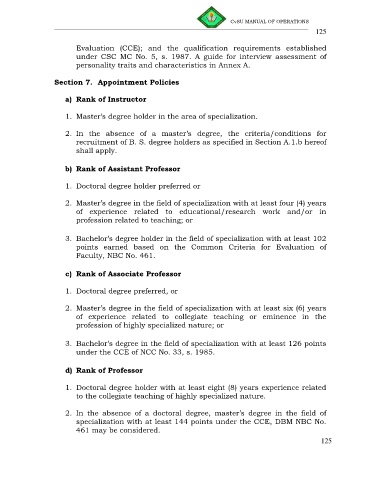 CvSU MANUAL OF OPERATIONS
125
Evaluation (CCE); and the qualification requirements established
under CSC MC No. 5, s. 1987. A guide for interview assessment of
personality traits and characteristics in Annex A.
Section 7. Appointment Policies
a) Rank of Instructor
1. Master's degree holder in the area of specialization.
2. In the absence of a master's degree, the criteria/conditions for
recruitment of B. S. degree holders as specified in Section A.1.b hereof
shall apply.
b) Rank of Assistant Professor
1. Doctoral degree holder preferred or
2. Master's degree in the field of specialization with at least four (4) years
of experience related to educational/research work and/or in
profession related to teaching; or
3. Bachelor's degree holder in the field of specialization with at least 102
points earned based on the Common Criteria for Evaluation of
Faculty, NBC No. 461.
c) Rank of Associate Professor
1. Doctoral degree preferred, or
2. Master's degree in the field of specialization with at least six (6) years
of experience related to collegiate teaching or eminence in the
profession of highly specialized nature; or
3. Bachelor's degree in the field of specialization with at least 126 points
under the CCE of NCC No. 33, s. 1985.
d) Rank of Professor
1. Doctoral degree holder with at least eight (8) years experience related
to the collegiate teaching of highly specialized nature.
2. In the absence of a doctoral degree, master's degree in the field of
specialization with at least 144 points under the CCE, DBM NBC No.
461 may be considered.
125